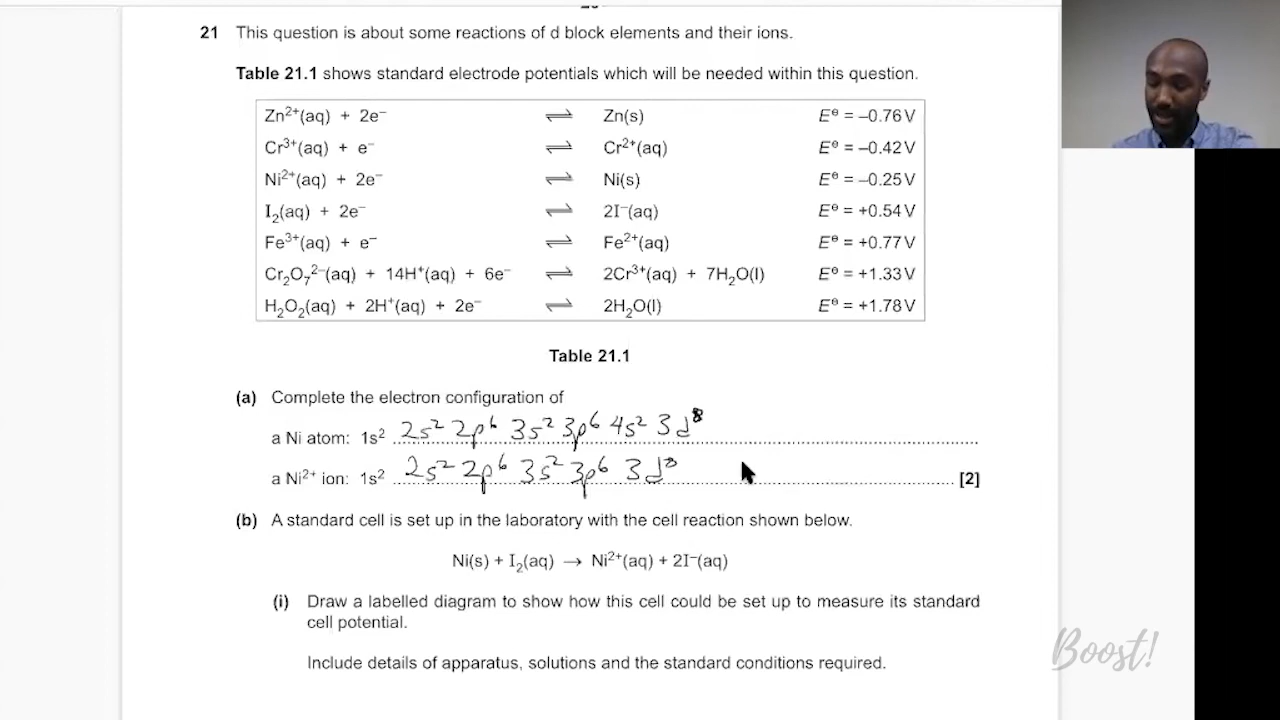 21 This question is about some reactions of d block elements and their ions.
Table 21.1 shows standard electrode potentials which will be needed within this question.
Zn²⁺(aq) + 2e⁻ ⇌ Zn(s) E⦵ = –0.76 V
Cr³⁺(aq) + e⁻ ⇌ Cr²⁺(aq) E⦵ = –0.42 V
Ni²⁺(aq) + 2e⁻ ⇌ Ni(s) E⦵ = –0.25 V
I₂(aq) + 2e⁻ ⇌ 2I⁻(aq) E⦵ = +0.54 V
Fe³⁺(aq) + e⁻ ⇌ Fe²⁺(aq) E⦵ = +0.77 V
Cr₂O₇²⁻(aq) + 14H⁺(aq) + 6e⁻ ⇌ 2Cr³⁺(aq) + 7H₂O(l) E⦵ = +1.33 V
H₂O₂(aq) + 2H⁺(aq) + 2e⁻ ⇌ 2H₂O(l) E⦵ = +1.78 V
Table 21.1
(a) Complete the electron configuration of
a Ni atom: 1s² 2s² 2p⁶ 3s² 3p⁶ 4s² 3d⁸
a Ni²⁺ ion: 1s² 2s² 2p⁶ 3s² 3p⁶ 3d⁸ [2]
(b) A standard cell is set up in the laboratory with the cell reaction shown below.
Ni(s) + I₂(aq) → Ni²⁺(aq) + 2I⁻(aq)
(i) Draw a labelled diagram to show how this cell could be set up to measure its standard
cell potential.
Include details of apparatus, solutions and the standard conditions required.
Boost!